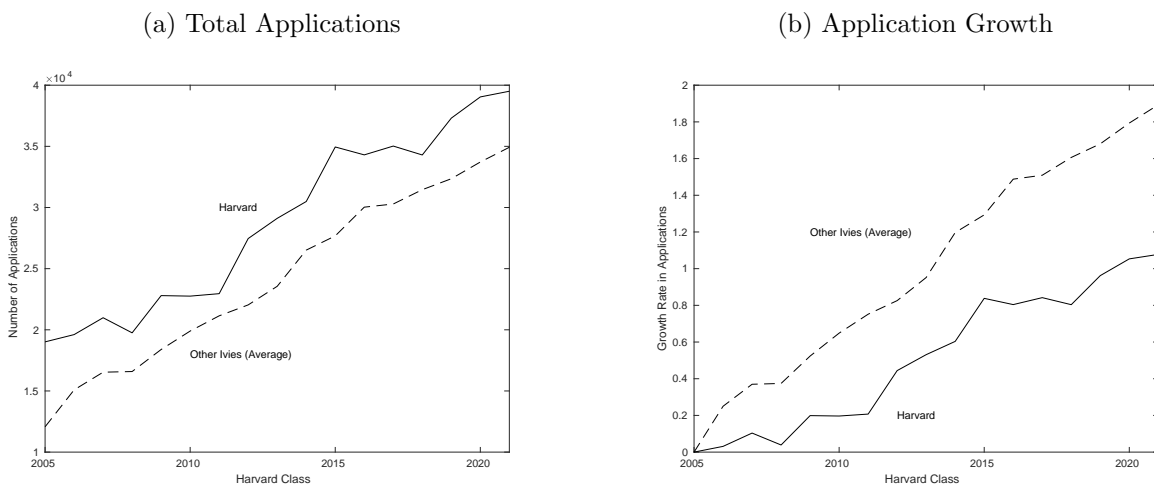 (a) Total Applications
×10 4
4
3.5
3
2.5
2
1.5
1
Number of Applications
Harvard
Other Ivies (Average)
2005 2010 2015 2020
Harvard Class
(b) Application Growth
2
1.8
1.6
1.4
1.2
1
0.8
0.6
0.4
0.2
0
Growth Rate in Applications
Other Ivies (Average)
Harvard
2005 2010 2015 2020
Harvard Class